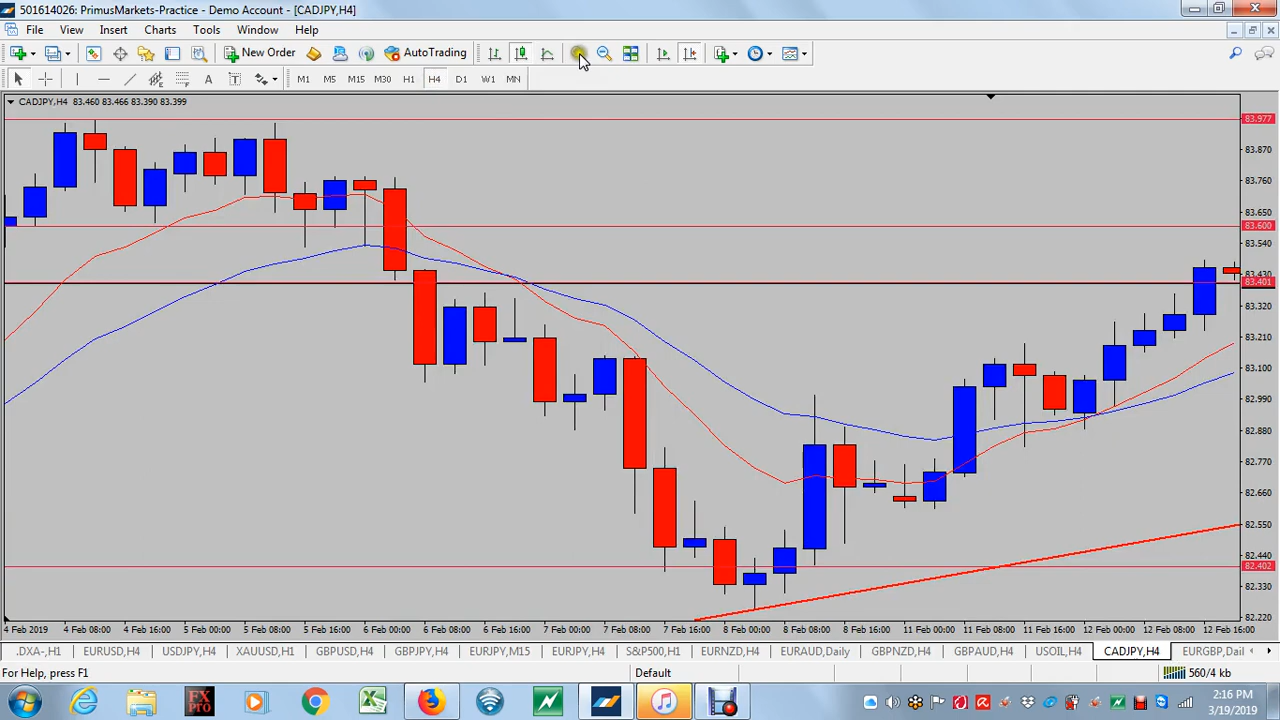 501614026: PrimusMarkets-Practice - Demo Account - [CADJPY,H4]
File View Insert Charts Tools Window Help
New Order AutoTrading
A T M1 M5 M15 M30 H1 H4 D1 W1 MN
CADJPY,H4 83.460 83.466 83.390 83.399
83.977
83.870
83.760
83.650
83.600
83.540
83.430
83.401
83.320
83.210
83.100
82.990
82.880
82.770
82.660
82.550
82.440
82.402
82.330
82.220
4 Feb 2019 4 Feb 08:00 4 Feb 16:00 5 Feb 00:00 5 Feb 08:00 5 Feb 16:00 6 Feb 00:00 6 Feb 08:00 6 Feb 16:00 7 Feb 00:00 7 Feb 08:00 7 Feb 16:00 8 Feb 00:00 8 Feb 08:00 8 Feb 16:00 11 Feb 00:00 11 Feb 08:00 11 Feb 16:00 12 Feb 00:00 12 Feb 08:00 12 Feb 16:00
.DXA-,H1 EURUSD,H4 USDJPY,H4 XAUUSD,H1 GBPUSD,H4 GBPJPY,H4 EURJPY,M15 EURJPY,H4 S&P500,H1 EURNZD,H4 EURAUD,Daily GBPNZD,H4 GBPAUD,H4 USOIL,H4 CADJPY,H4 EURGBP,Dail
For Help, press F1 Default 560/4 kb
FX PRO
2:16 PM
3/19/2019